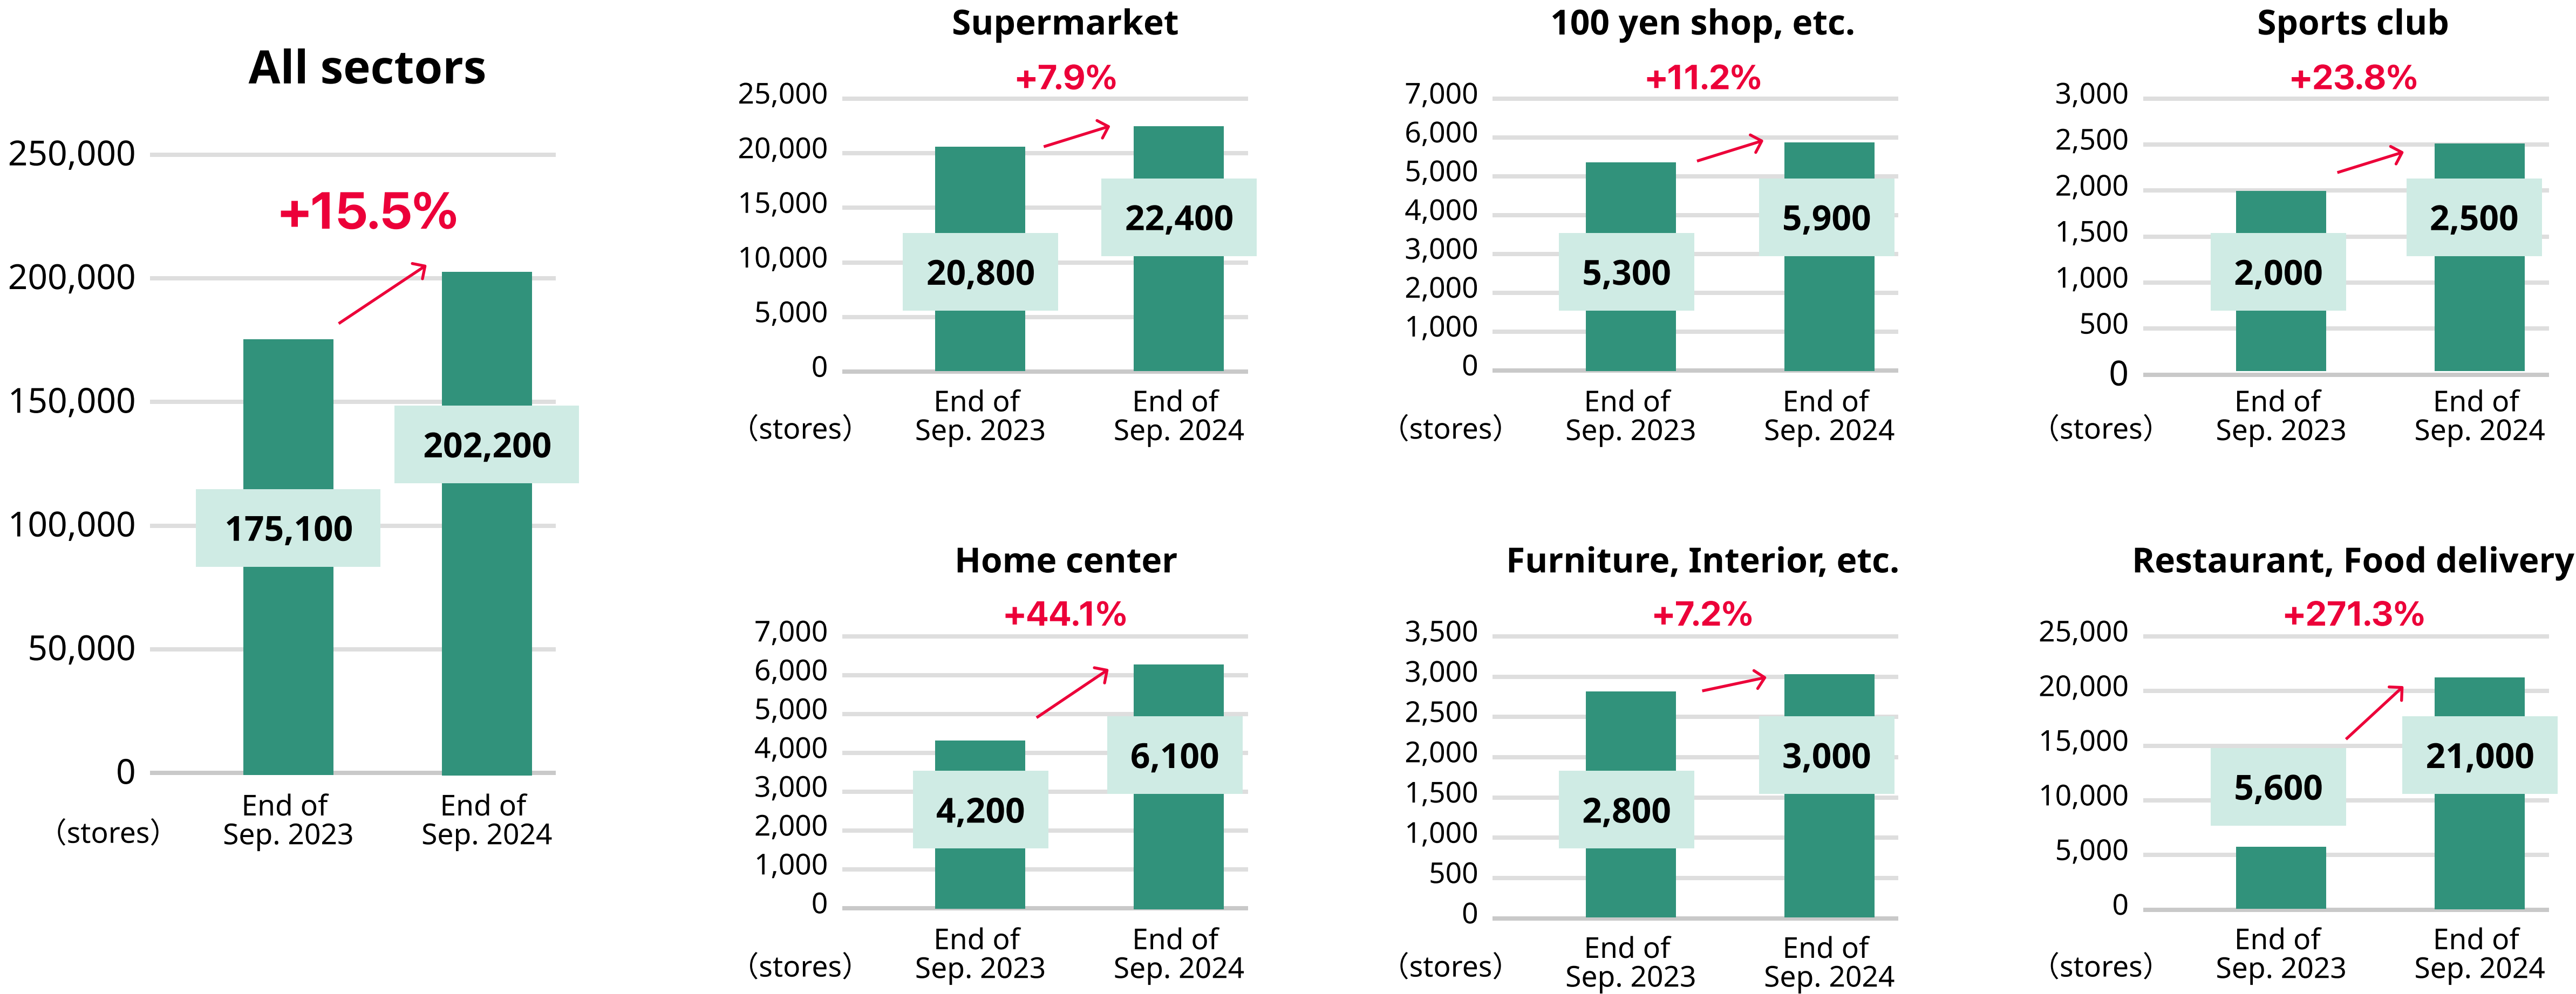 All sectors
+15.5%
250,000
200,000
150,000
100,000
50,000
0
175,100
202,200
(stores)
End of
Sep. 2023
End of
Sep. 2024
Supermarket
+7.9%
25,000
20,000
15,000
10,000
5,000
0
20,800
22,400
(stores)
End of
Sep. 2023
End of
Sep. 2024
100 yen shop, etc.
+11.2%
7,000
6,000
5,000
4,000
3,000
2,000
1,000
0
5,300
5,900
(stores)
End of
Sep. 2023
End of
Sep. 2024
Sports club
+23.8%
3,000
2,500
2,000
1,500
1,000
500
0
2,000
2,500
(stores)
End of
Sep. 2023
End of
Sep. 2024
Home center
+44.1%
7,000
6,000
5,000
4,000
3,000
2,000
1,000
0
4,200
6,100
(stores)
End of
Sep. 2023
End of
Sep. 2024
Furniture, Interior, etc.
+7.2%
3,500
3,000
2,500
2,000
1,500
1,000
500
0
2,800
3,000
(stores)
End of
Sep. 2023
End of
Sep. 2024
Restaurant, Food delivery
+271.3%
25,000
20,000
15,000
10,000
5,000
0
5,600
21,000
(stores)
End of
Sep. 2023
End of
Sep. 2024